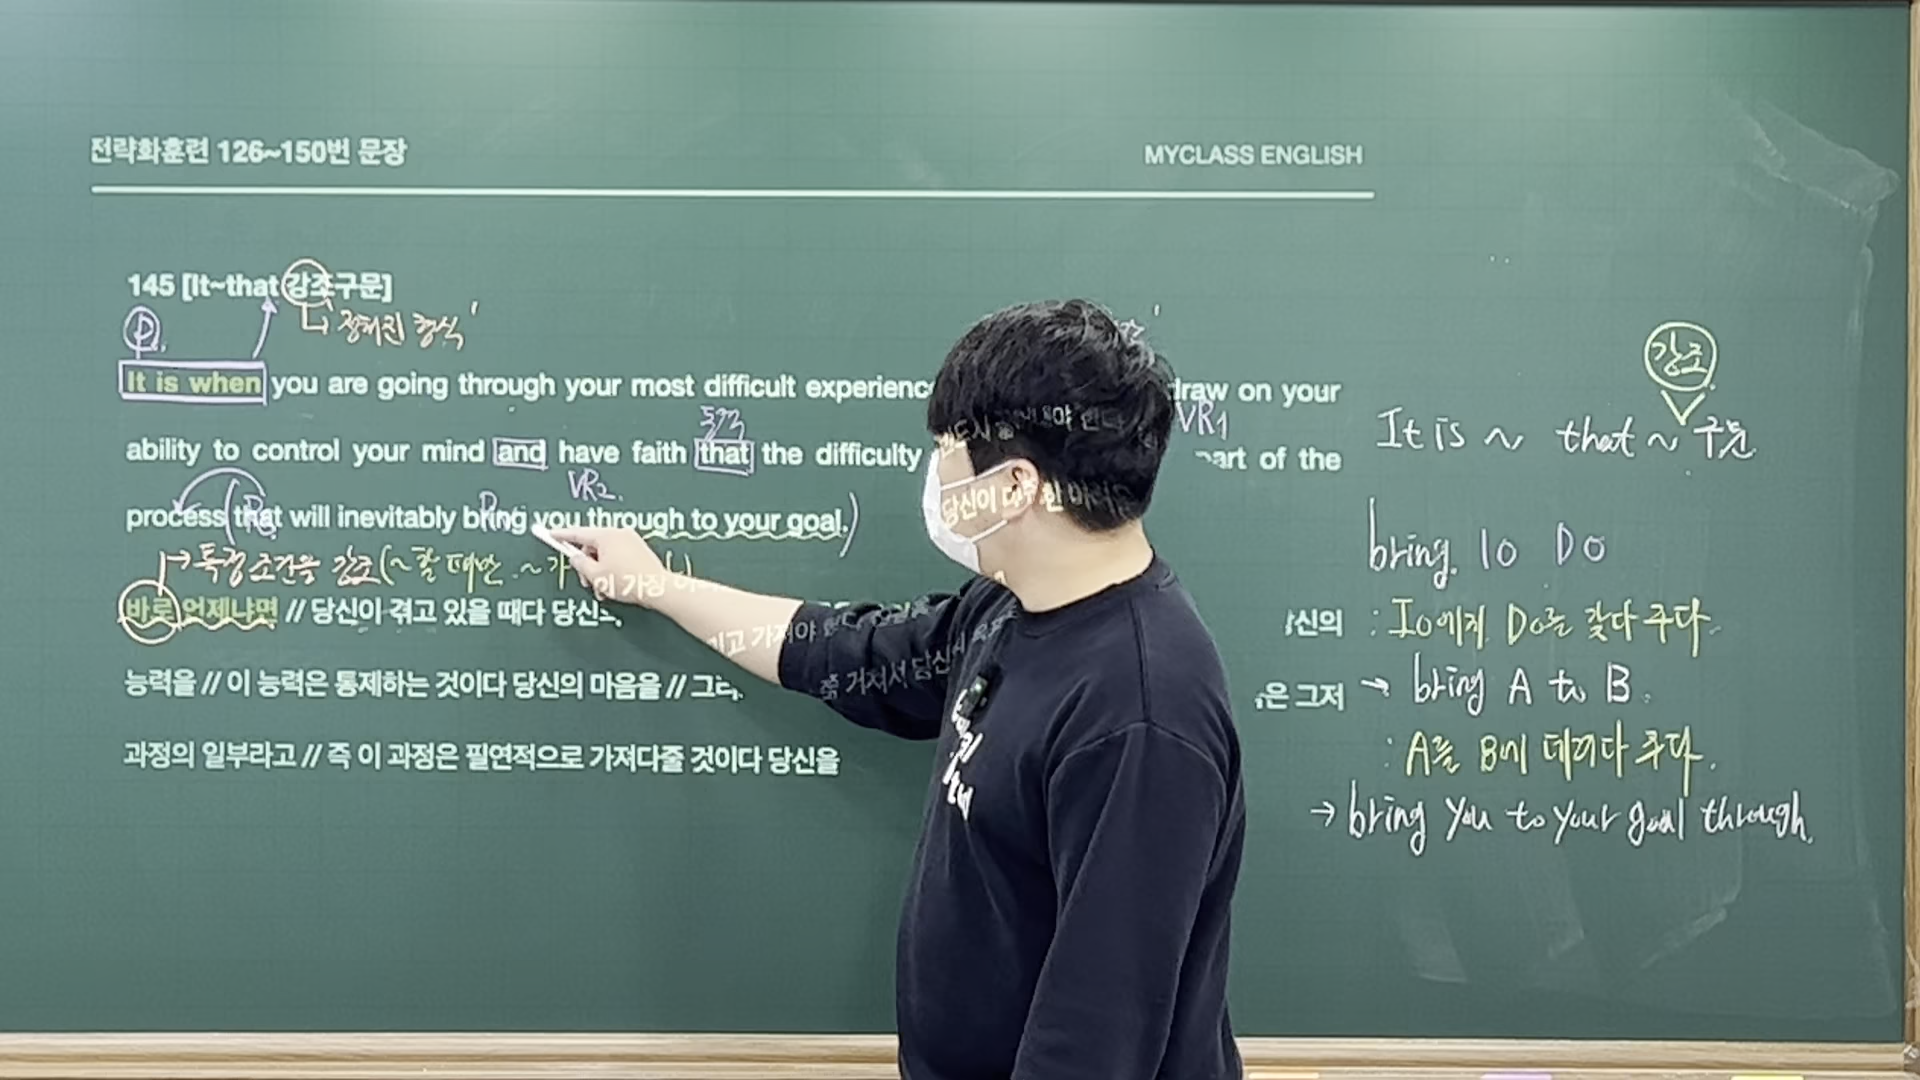 전략화훈련 126~150번 문장
MYCLASS ENGLISH
145 [It~that 강조구문]
정해진 형식
It is when you are going through your most difficult experienc draw on your
VR1
ability to control your mind and have faith that the difficulty part of the
VR2.
process that will inevitably bring you through to your goal.)
특정 조건을 강조 (~할 때만
바로 언제냐면 // 당신이 겪고 있을 때다 당신의
당신의
능력을 // 이 능력은 통제하는 것이다 당신의 마음을 // 그리
은 그저
과정의 일부라고 // 즉 이 과정은 필연적으로 가져다줄 것이다 당신을
강조
It is ~ that ~ 구문
bring IO DO
: IO에게 DO를 갖다 주다.
→ bring A to B.
: A를 B에 데려다 주다.
→ bring you to your goal through.